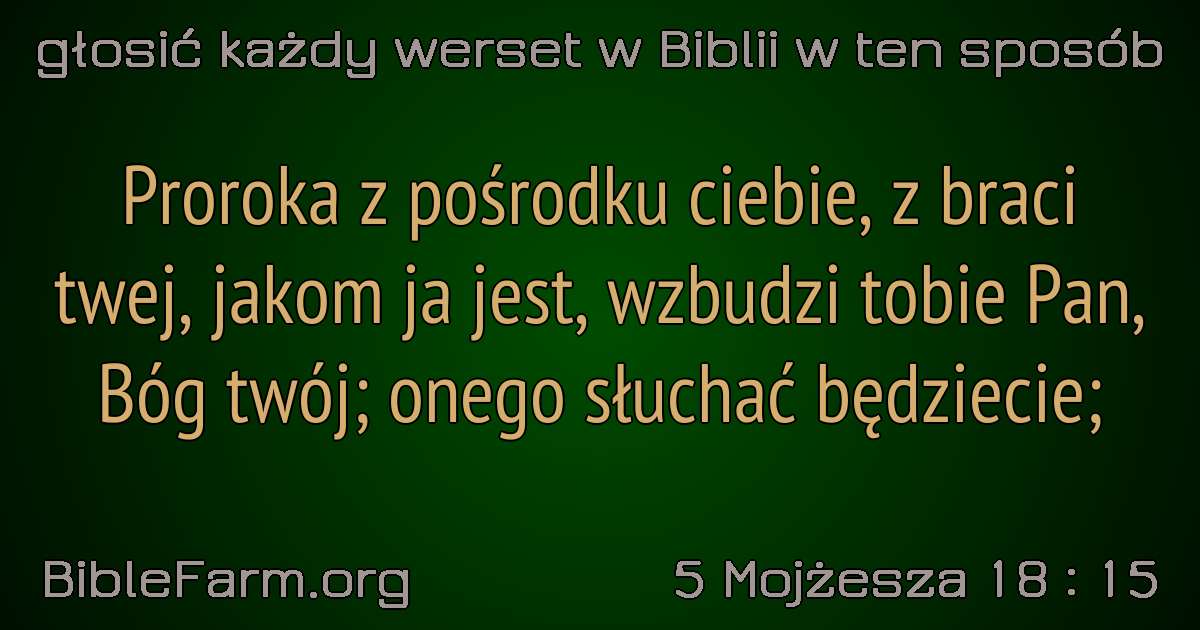 głosić każdy werset w Biblii w ten sposób
Proroka z pośrodku ciebie, z braci
twej, jakom ja jest, wzbudzi tobie Pan,
Bóg twój; onego słuchać będziecie;
BibleFarm.org
5 Mojżesza 18 : 15